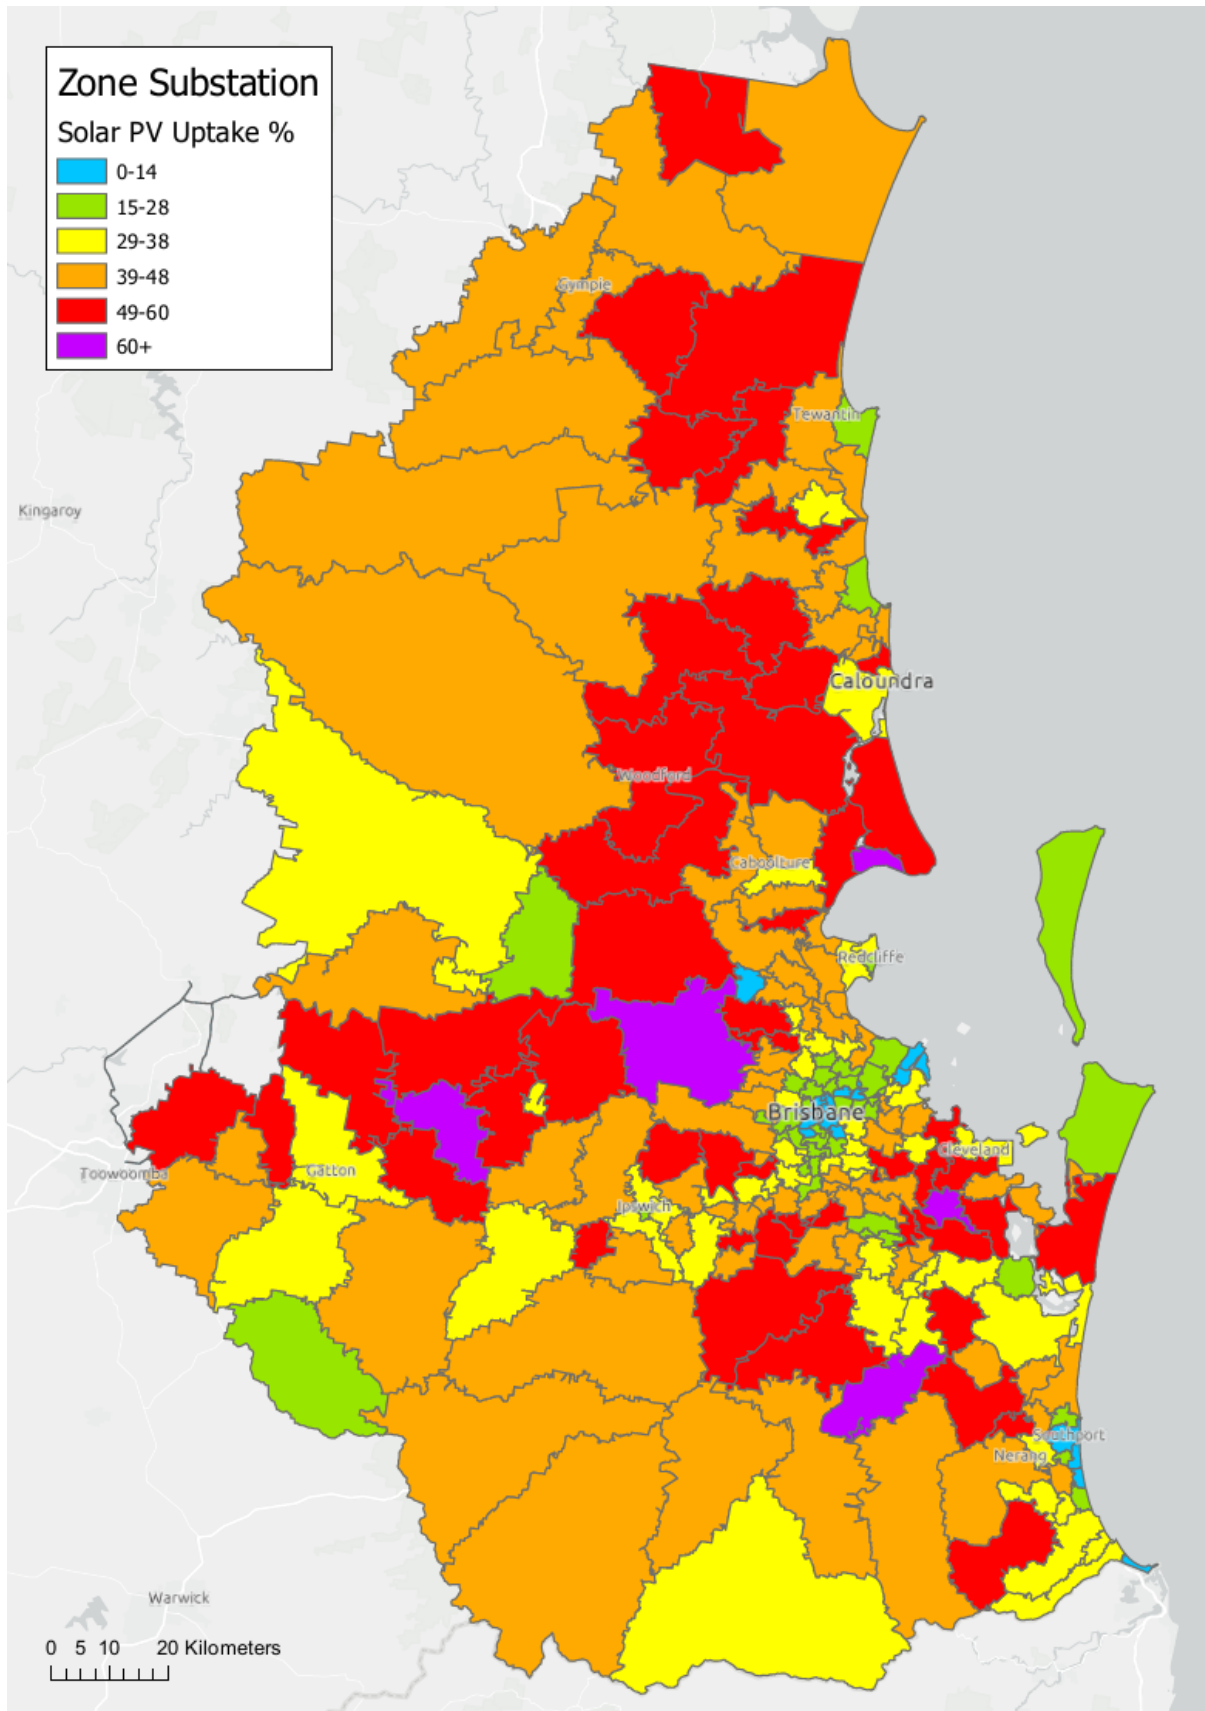 Zone Substation
Solar PV Uptake %
0-14
15-28
29-38
39-48
49-60
60+
Gympie
Tewantin
Kingaroy
Caloundra
Woodford
Caboolture
Redcliffe
Brisbane
Cleveland
Toowoomba
Gatton
Ipswich
Southport
Nerang
Warwick
0 5 10 20 Kilometers